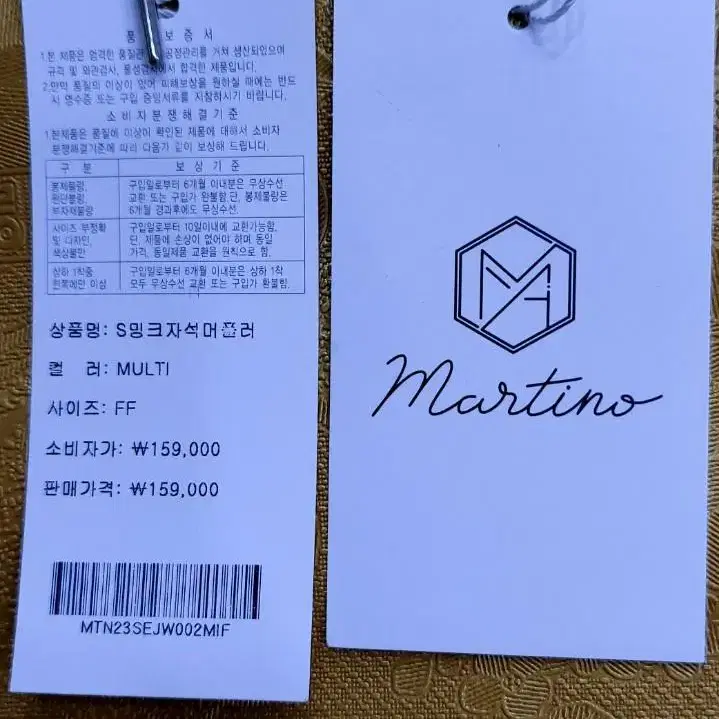 품 보 증 서
1.본 제품은 엄격한 품질관 공정관리를 거쳐 생산되었으며
규격 및 외관검사, 물성검사에서 합격한 제품입니다.
2.만약 품질의 이상이 있어 피해보상을 원하실 때에는 반드
시 영수증 또는 구입 증빙서류를 지참하시기 바랍니다.
소 비 자 분 쟁 해 결 기 준
1.본제품은 품질에 이상이 확인된 제품에 대해서 소비자
분쟁해결기준에 따라 다음과 같이 보상해 드립니다.
구 분 보 상 기 준
봉제불량, 구입일로부터 6개월 이내분은 무상수선
원단불량, 교환 또는 구입가 환불함.단, 봉제불량은
부자재불량 6개월 경과후에도 무상수선.
사이즈 부정확 구입일로부터 10일이내에 교환가능함.
및 디자인, 단, 제품에 손상이 없어야 하며 동일
색상불만 가격, 동일제품 교환을 원칙으로 함.
상하 1착중 구입일로부터 6개월 이내분은 상하 1착
한쪽에만 이상 모두 무상수선 교환 또는 구입가 환불함.
상품명: S밍크자석머플러
컬 러: MULTI
사이즈: FF
소비자가: ₩159,000
판매가격: ₩159,000
MTN23SEJW002MIF
Martino